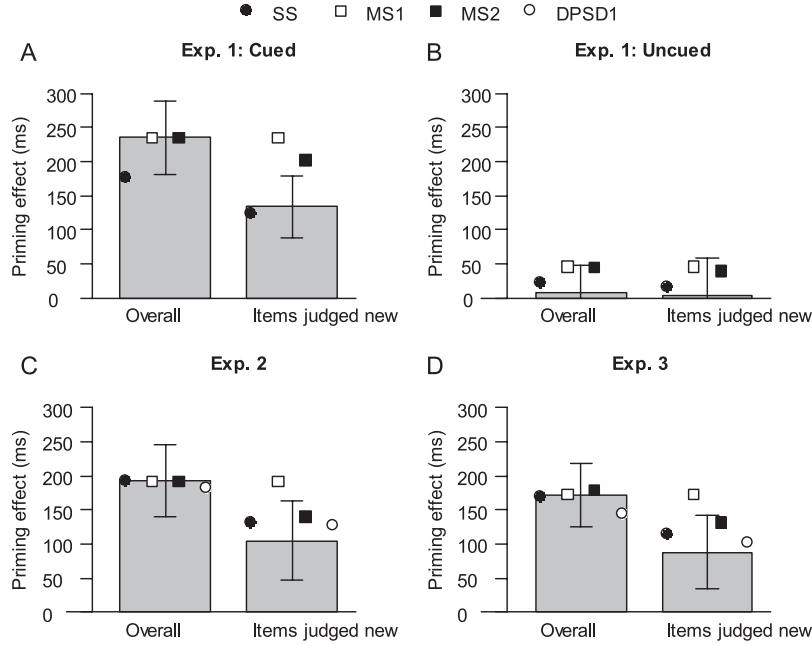 SS MS1 MS2 DPSD1
A Exp. 1: Cued
Priming effect (ms)
300
250
200
150
100
50
0
Overall Items judged new
B Exp. 1: Uncued
Priming effect (ms)
300
250
200
150
100
50
0
Overall Items judged new
C Exp. 2
Priming effect (ms)
300
250
200
150
100
50
0
Overall Items judged new
D Exp. 3
Priming effect (ms)
300
250
200
150
100
50
0
Overall Items judged new